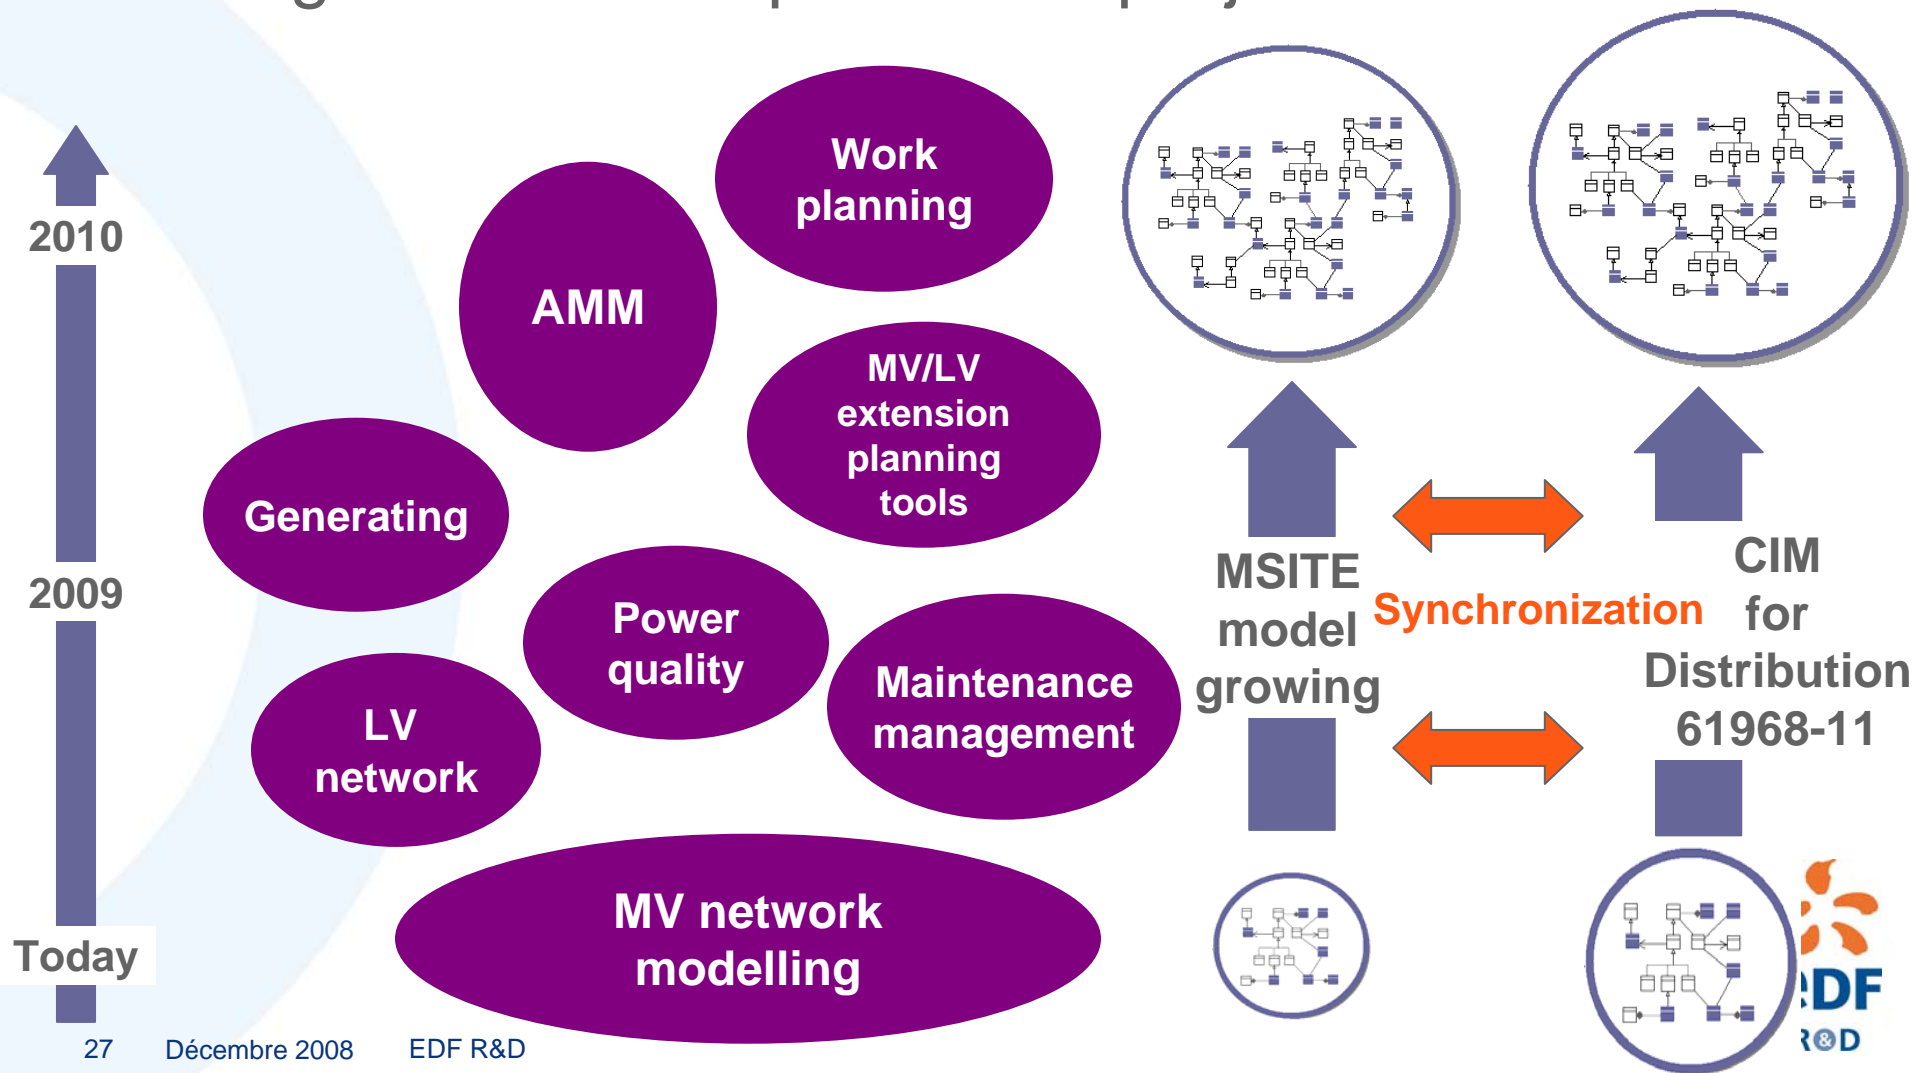 2010
2009
Today
Work
planning
AMM
MV/LV
extension
planning
tools
Generating
Power
quality
Maintenance
management
LV
network
MV network
modelling
MSITE
model
growing
Synchronization
CIM
for
Distribution
61968-11
eDF
R&D
27 Décembre 2008 EDF R&D